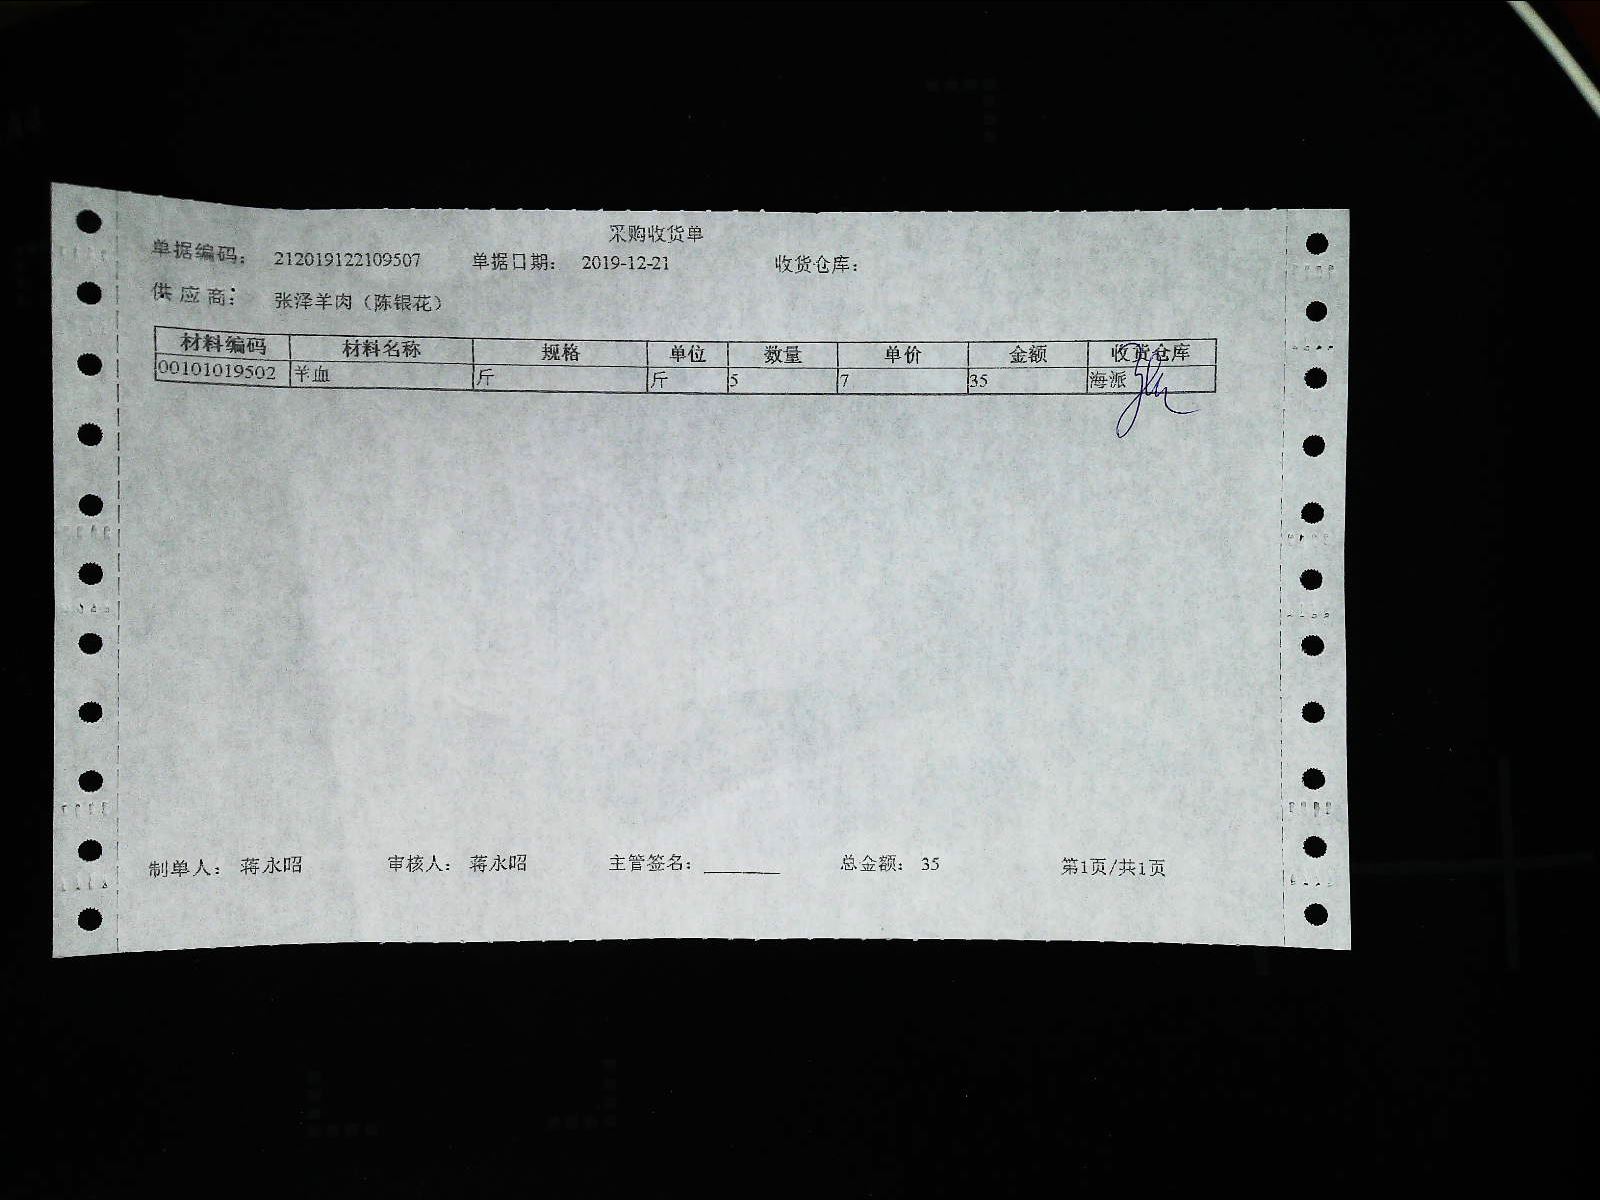 采购收货单
单据编码： 212019122109507 单据日期： 2019-12-21 收货仓库：
供应商： 张泽羊肉（陈银花）
材料编码 材料名称 规格 单位 数量 单价 金额 收货仓库
00101019502 羊血 斤 斤 5 7 35 海派
制单人： 蒋永昭 审核人： 蒋永昭 主管签名： 总金额： 35 第1页/共1页